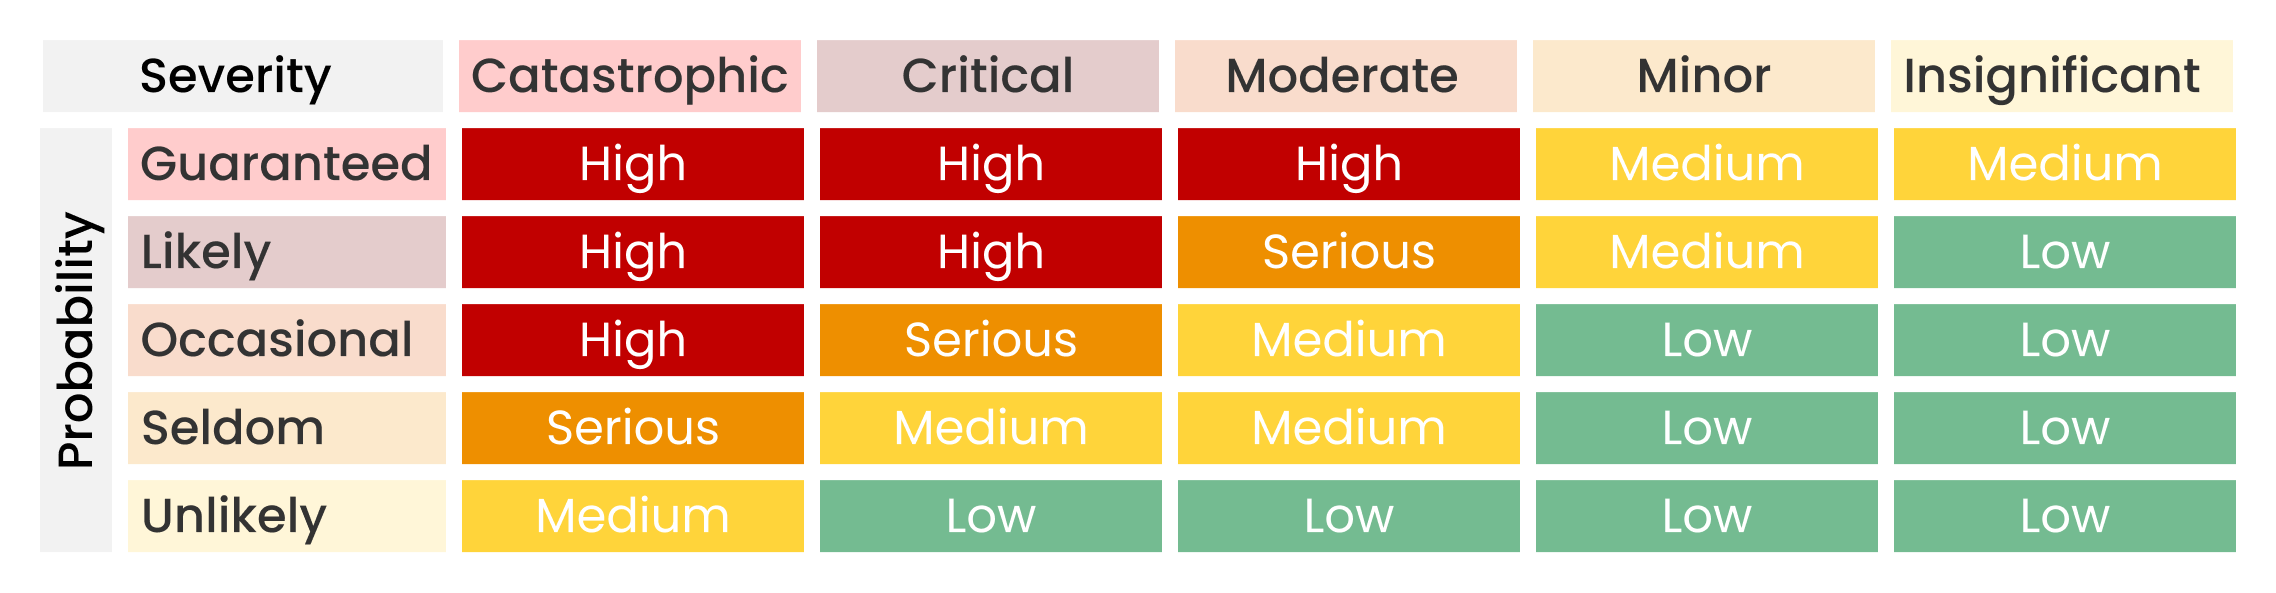 Severity Catastrophic Critical Moderate Minor Insignificant
Probability
Guaranteed High High High Medium Medium
Likely High High Serious Medium Low
Occasional High Serious Medium Low Low
Seldom Serious Medium Medium Low Low
Unlikely Medium Low Low Low Low